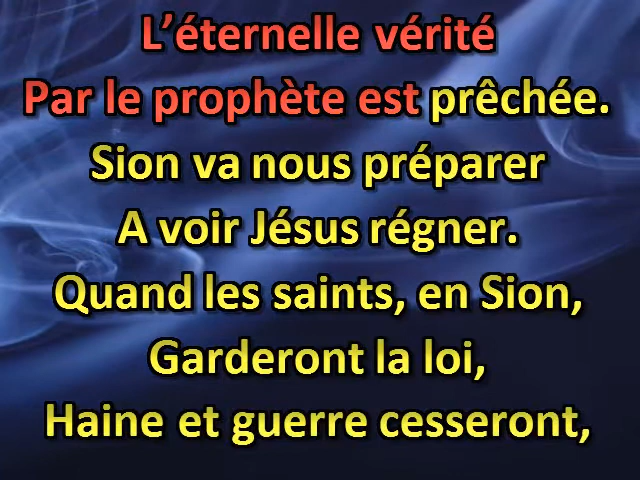 L’éternelle vérité
Par le prophète est prêchée.
Sion va nous préparer
A voir Jésus régner.
Quand les saints, en Sion,
Garderont la loi,
Haine et guerre cesseront,